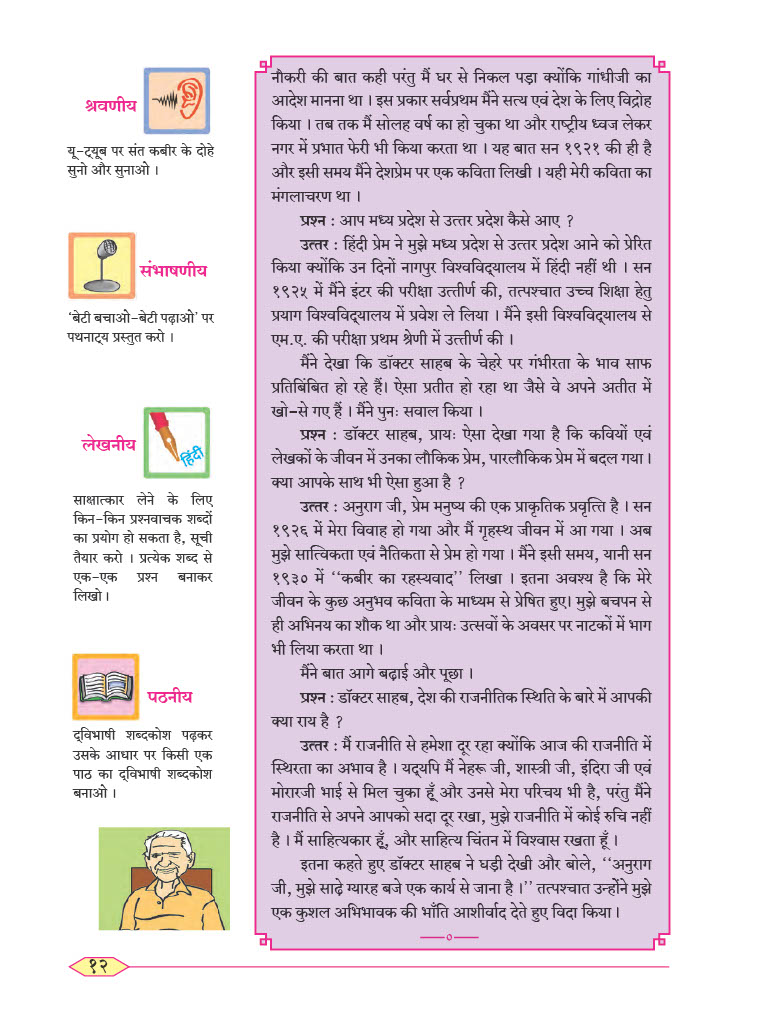 श्रवणीय
यू-ट्यूब पर संत कबीर के दोहे
सुनो और सुनाओ ।
संभाषणीय
'बेटी बचाओ-बेटी पढ़ाओ' पर
पथनाट्य प्रस्तुत करो ।
लेखनीय
हिंदी
साक्षात्कार लेने के लिए
किन-किन प्रश्नवाचक शब्दों
का प्रयोग हो सकता है, सूची
तैयार करो । प्रत्येक शब्द से
एक-एक प्रश्न बनाकर
लिखो ।
पठनीय
द्विभाषी शब्दकोश पढ़कर
उसके आधार पर किसी एक
पाठ का द्विभाषी शब्दकोश
बनाओ ।
नौकरी की बात कही परंतु मैं घर से निकल पड़ा क्योंकि गांधीजी का
आदेश मानना था । इस प्रकार सर्वप्रथम मैंने सत्य एवं देश के लिए विद्रोह
किया । तब तक मैं सोलह वर्ष का हो चुका था और राष्ट्रीय ध्वज लेकर
नगर में प्रभात फेरी भी किया करता था । यह बात सन १९२१ की ही है
और इसी समय मैंने देशप्रेम पर एक कविता लिखी । यही मेरी कविता का
मंगलाचरण था ।
प्रश्न : आप मध्य प्रदेश से उत्तर प्रदेश कैसे आए ?
उत्तर : हिंदी प्रेम ने मुझे मध्य प्रदेश से उत्तर प्रदेश आने को प्रेरित
किया क्योंकि उन दिनों नागपुर विश्वविद्यालय में हिंदी नहीं थी । सन
१९२५ में मैंने इंटर की परीक्षा उत्तीर्ण की, तत्पश्चात उच्च शिक्षा हेतु
प्रयाग विश्वविद्यालय में प्रवेश ले लिया । मैंने इसी विश्वविद्यालय से
एम.ए. की परीक्षा प्रथम श्रेणी में उत्तीर्ण की ।
मैंने देखा कि डॉक्टर साहब के चेहरे पर गंभीरता के भाव साफ
प्रतिबिंबित हो रहे हैं। ऐसा प्रतीत हो रहा था जैसे वे अपने अतीत में
खो-से गए हैं । मैंने पुनः सवाल किया ।
प्रश्न : डॉक्टर साहब, प्रायः ऐसा देखा गया है कि कवियों एवं
लेखकों के जीवन में उनका लौकिक प्रेम, पारलौकिक प्रेम में बदल गया ।
क्या आपके साथ भी ऐसा हुआ है ?
उत्तर : अनुराग जी, प्रेम मनुष्य की एक प्राकृतिक प्रवृत्ति है । सन
१९२६ में मेरा विवाह हो गया और मैं गृहस्थ जीवन में आ गया । अब
मुझे सात्त्विकता एवं नैतिकता से प्रेम हो गया । मैंने इसी समय, यानी सन
१९३० में ''कबीर का रहस्यवाद'' लिखा । इतना अवश्य है कि मेरे
जीवन के कुछ अनुभव कविता के माध्यम से प्रेषित हुए। मुझे बचपन से
ही अभिनय का शौक था और प्रायः उत्सवों के अवसर पर नाटकों में भाग
भी लिया करता था ।
मैंने बात आगे बढ़ाई और पूछा ।
प्रश्न : डॉक्टर साहब, देश की राजनीतिक स्थिति के बारे में आपकी
क्या राय है ?
उत्तर : मैं राजनीति से हमेशा दूर रहा क्योंकि आज की राजनीति में
स्थिरता का अभाव है । यद्यपि मैं नेहरू जी, शास्त्री जी, इंदिरा जी एवं
मोरारजी भाई से मिल चुका हूँ और उनसे मेरा परिचय भी है, परंतु मैंने
राजनीति से अपने आपको सदा दूर रखा, मुझे राजनीति में कोई रुचि नहीं
है । मैं साहित्यकार हूँ, और साहित्य चिंतन में विश्वास रखता हूँ ।
इतना कहते हुए डॉक्टर साहब ने घड़ी देखी और बोले, ''अनुराग
जी, मुझे साढ़े ग्यारह बजे एक कार्य से जाना है ।'' तत्पश्चात उन्होंने मुझे
एक कुशल अभिभावक की भाँति आशीर्वाद देते हुए विदा किया ।
१२